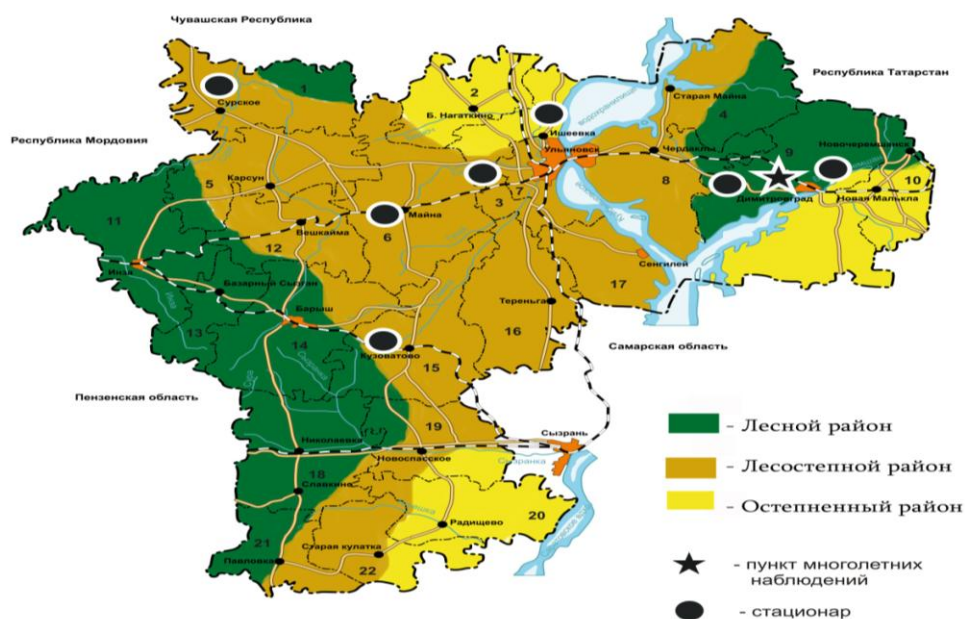 Чувашская Республика
Республика Татарстан
Республика Мордовия
Пензенская область
Самарская область
1
2
Сурское
Б. Нагаткино
Старая Майна
4
Ишеевка
Ульяновск
Чердаклы
9
Новочеремшанск
5
Карсун
3
8
Димитровград
10
Новая Малыкла
11
Майна
6
Вешкайма
12
Сенгилей
17
Инза
Базарный Сызган
Тереньга
Барыш
13
14
16
Кузоватово
15
19
Сызрань
Николаевка
Новоспасское
Сызранка
18
Славкино
20
Радищево
21
Старая кулатка
Павловка
22
- Лесной район
- Лесостепной район
- Остепненный район
- пункт многолетних
наблюдений
- стационар